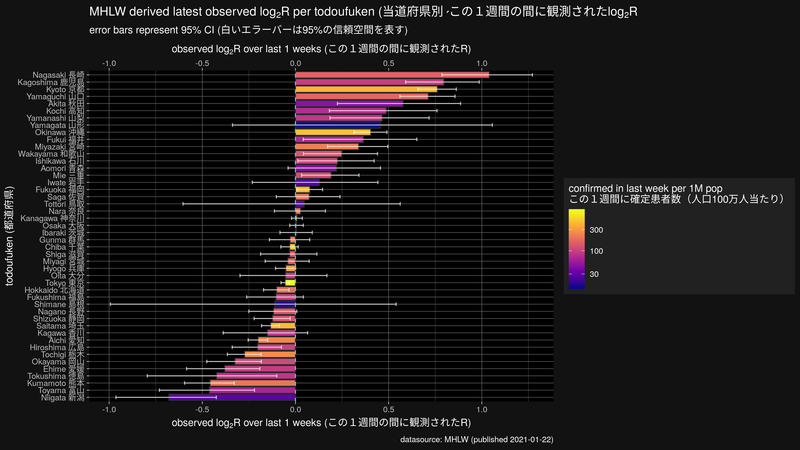 MHLW derived latest observed log₂R per todoufuken (当道府県別 - この１週間の間に観測されたlog₂R
error bars represent 95% CI (白いエラーバーは95%の信頼空間を表す)
observed log₂R over last 1 weeks (この１週間の間に観測されたR)
-1.0 -0.5 0.0 0.5 1.0
todoufuken (都道府県)
Nagasaki 長崎
Kagoshima 鹿児島
Kyoto 京都
Yamaguchi 山口
Akita 秋田
Kochi 高知
Yamanashi 山梨
Yamagata 山形
Okinawa 沖縄
Fukui 福井
Miyazaki 宮崎
Wakayama 和歌山
Ishikawa 石川
Aomori 青森
Mie 三重
Iwate 岩手
Fukuoka 福岡
Saga 佐賀
Tottori 鳥取
Nara 奈良
Kanagawa 神奈川
Osaka 大阪
Ibaraki 茨城
Gunma 群馬
Chiba 千葉
Shiga 滋賀
Miyagi 宮城
Hyogo 兵庫
Oita 大分
Tokyo 東京
Hokkaido 北海道
Fukushima 福島
Shimane 島根
Nagano 長野
Shizuoka 静岡
Saitama 埼玉
Kagawa 香川
Aichi 愛知
Hiroshima 広島
Tochigi 栃木
Okayama 岡山
Ehime 愛媛
Tokushima 徳島
Kumamoto 熊本
Toyama 富山
Niigata 新潟
-1.0 -0.5 0.0 0.5 1.0
observed log₂R over last 1 weeks (この１週間の間に観測されたR)
confirmed in last week per 1M pop
この１週間に確定患者数（人口100万人当たり）
300
100
30
datasource: MHLW (published 2021-01-22)